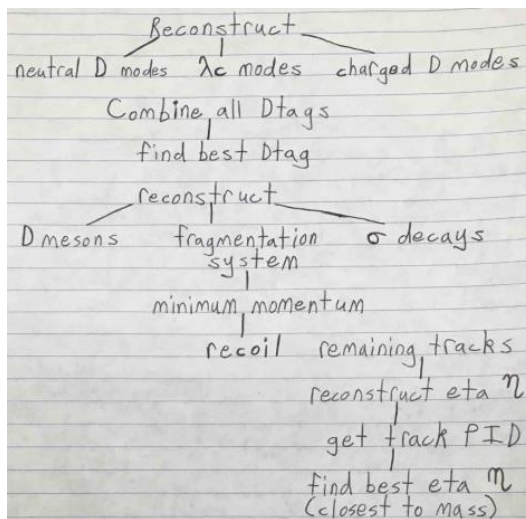 Reconstruct
neutral D modes λc modes charged D modes
Combine all Dtags
find best Dtag
reconstruct
D mesons fragmentation σ decays
system
minimum momentum
recoil remaining tracks
reconstruct eta η
get track PID
find best eta η
(closest to mass)